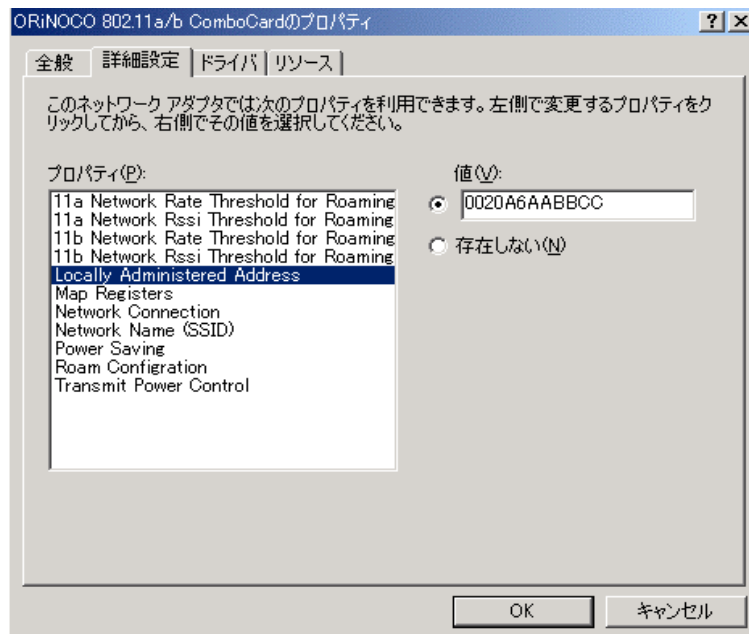 ORiNOCO 802.11a/b ComboCardのプロパティ
全般 詳細設定 ドライバ リソース
このネットワーク アダプタでは次のプロパティを利用できます。左側で変更するプロパティをク
リックしてから、右側でその値を選択してください。
プロパティ(P):
11a Network Rate Threshold for Roaming
11a Network Rssi Threshold for Roaming
11b Network Rate Threshold for Roaming
11b Network Rssi Threshold for Roaming
Locally Administered Address
Map Registers
Network Connection
Network Name (SSID)
Power Saving
Roam Configration
Transmit Power Control
値(V):
0020A6AABBCC
存在しない(N)
OK キャンセル